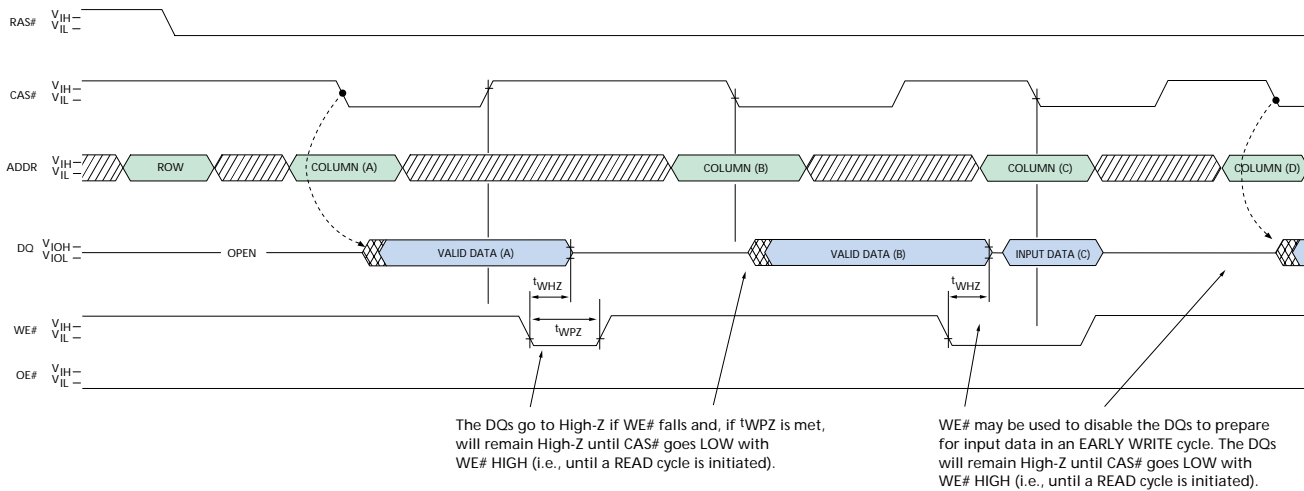 RAS# VIH VIL
CAS# VIH VIL
ADDR VIH VIL ROW COLUMN (A) COLUMN (B) COLUMN (C) COLUMN (D)
DQ VIOH VIOL OPEN VALID DATA (A) VALID DATA (B) INPUT DATA (C)
tWHZ tWHZ
WE# VIH VIL tWPZ
OE# VIH VIL
The DQs go to High-Z if WE# falls and, if tWPZ is met,
will remain High-Z until CAS# goes LOW with
WE# HIGH (i.e., until a READ cycle is initiated).
WE# may be used to disable the DQs to prepare
for input data in an EARLY WRITE cycle. The DQs
will remain High-Z until CAS# goes LOW with
WE# HIGH (i.e., until a READ cycle is initiated).